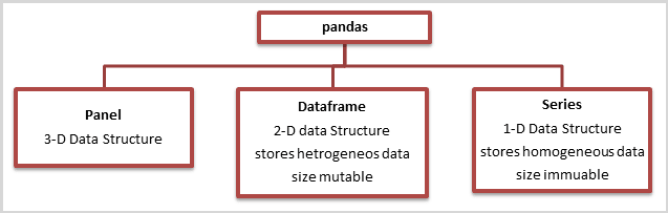 pandas
Panel
3-D Data Structure
Dataframe
2-D data Structure
stores hetrogeneos data
size mutable
Series
1-D Data Structure
stores homogeneous data
size immuable